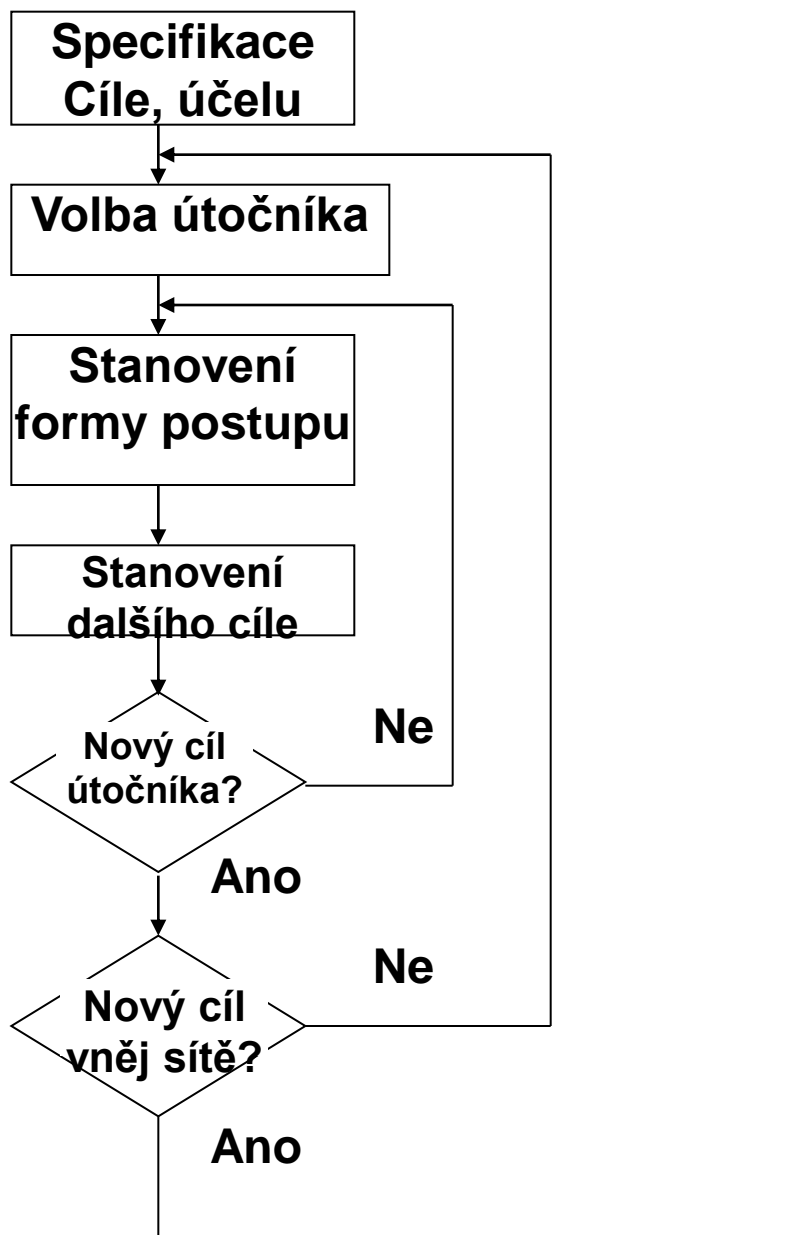 Specifikace
Cíle, účelu
Volba útočníka
Stanovení
formy postupu
Stanovení
dalšího cíle
Nový cíl
útočníka?
Ne
Ano
Nový cíl
vněj sítě?
Ne
Ano